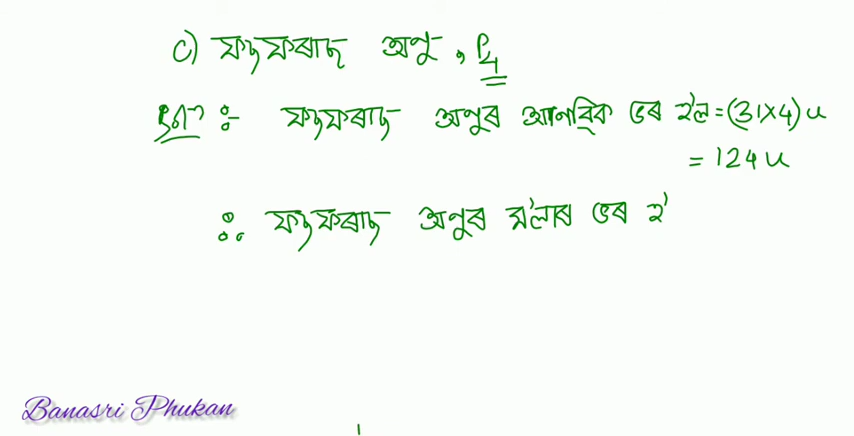 c) ফছফৰাছ অণু, P₄
উত্তৰঃ- ফছফৰাছ অণুৰ আণৱিক ভৰ হ'ল = (31×4) u
= 124 u
∴ ফছফৰাছ অণুৰ ম'লাৰ ভৰ হ'
Banasri Phukan